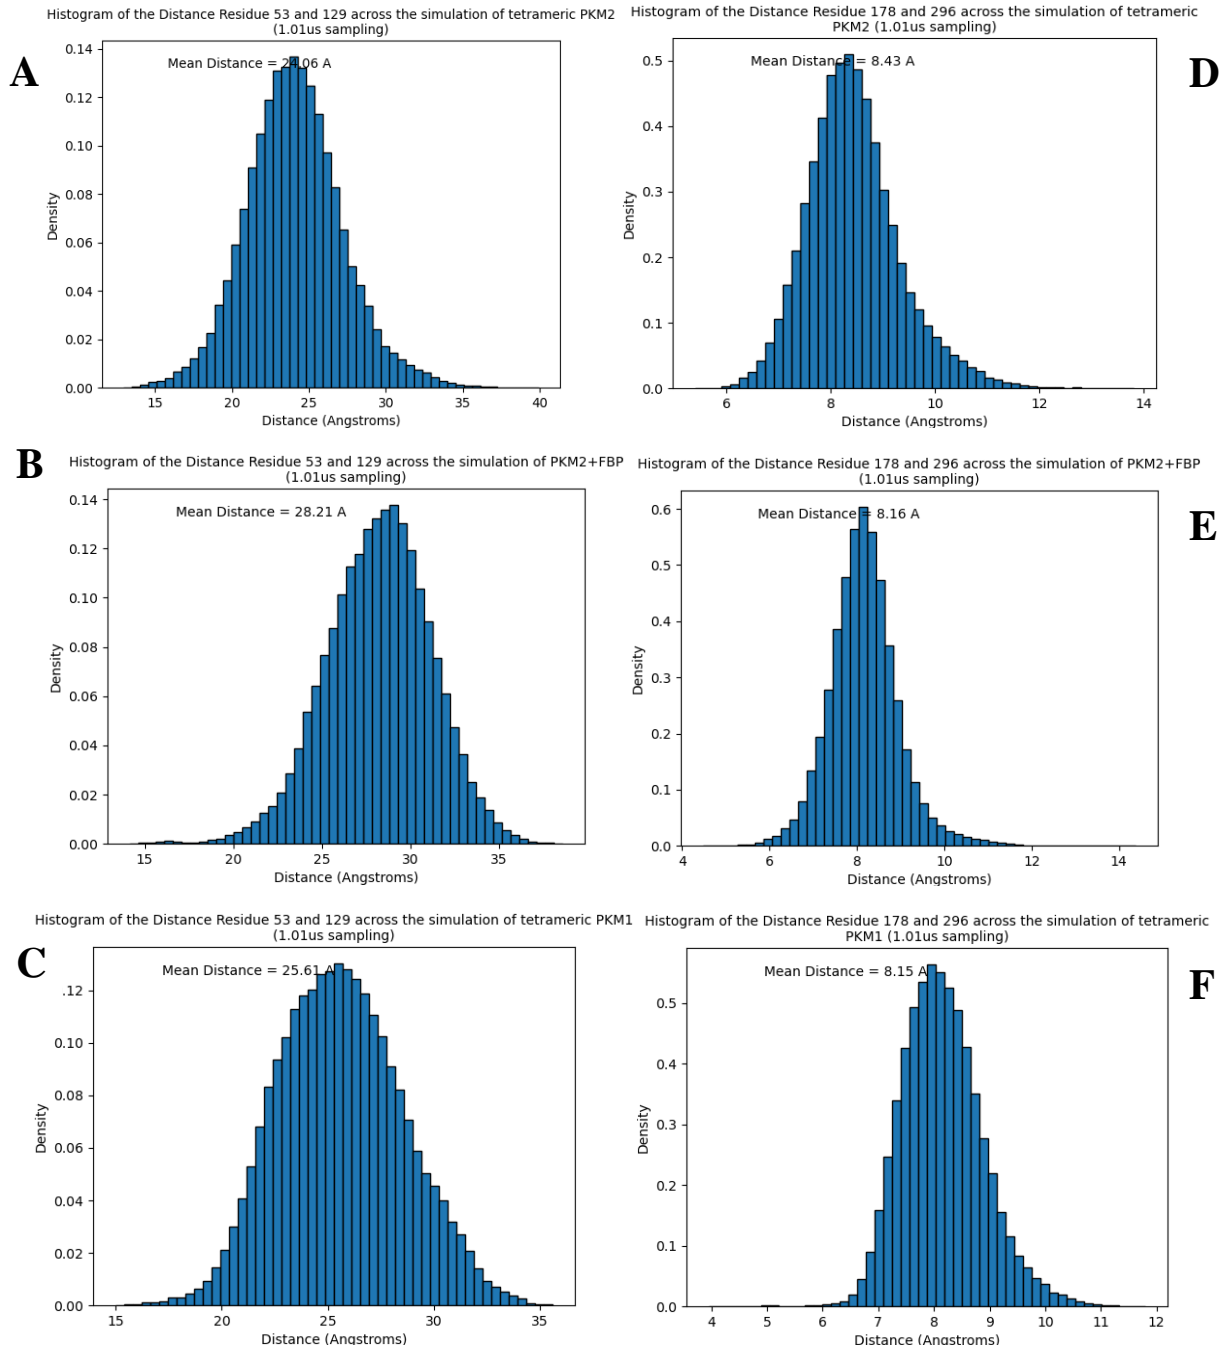 A
Histogram of the Distance Residue 53 and 129 across the simulation of tetrameric PKM2
(1.01us sampling)
Mean Distance = 24.06 A
0.14
0.12
0.10
0.08
0.06
0.04
0.02
0.00
Density
15 20 25 30 35 40
Distance (Angstroms)
D
Histogram of the Distance Residue 178 and 296 across the simulation of tetrameric
PKM2 (1.01us sampling)
Mean Distance = 8.43 A
0.5
0.4
0.3
0.2
0.1
0.0
Density
6 8 10 12 14
Distance (Angstroms)
B
Histogram of the Distance Residue 53 and 129 across the simulation of PKM2+FBP
(1.01us sampling)
Mean Distance = 28.21 A
0.14
0.12
0.10
0.08
0.06
0.04
0.02
0.00
Density
15 20 25 30 35
Distance (Angstroms)
E
Histogram of the Distance Residue 178 and 296 across the simulation of PKM2+FBP
(1.01us sampling)
Mean Distance = 8.16 A
0.6
0.5
0.4
0.3
0.2
0.1
0.0
Density
4 6 8 10 12 14
Distance (Angstroms)
C
Histogram of the Distance Residue 53 and 129 across the simulation of tetrameric PKM1
(1.01us sampling)
Mean Distance = 25.61 A
.12
0.10
0.08
0.06
0.04
0.02
0.00
Density
15 20 25 30 35
Distance (Angstroms)
F
Histogram of the Distance Residue 178 and 296 across the simulation of tetrameric
PKM1 (1.01us sampling)
Mean Distance = 8.15 A
0.5
0.4
0.3
0.2
0.1
0.0
Density
4 5 6 7 8 9 10 11 12
Distance (Angstroms)